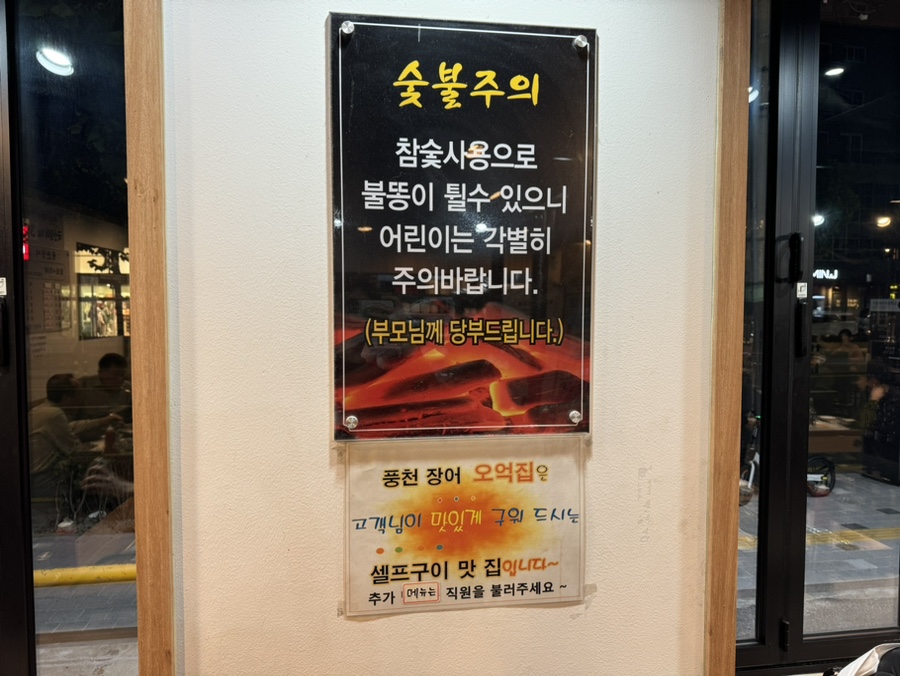 숯불주의
참숯사용으로
불똥이 튈수 있으니
어린이는 각별히
주의바랍니다.
(부모님께 당부드립니다.)
풍천 장어 오억집은
고객님이 맛있게 구워 드시는
셀프구이 맛 집입니다~
추가 메뉴는 직원을 불러주세요 ~